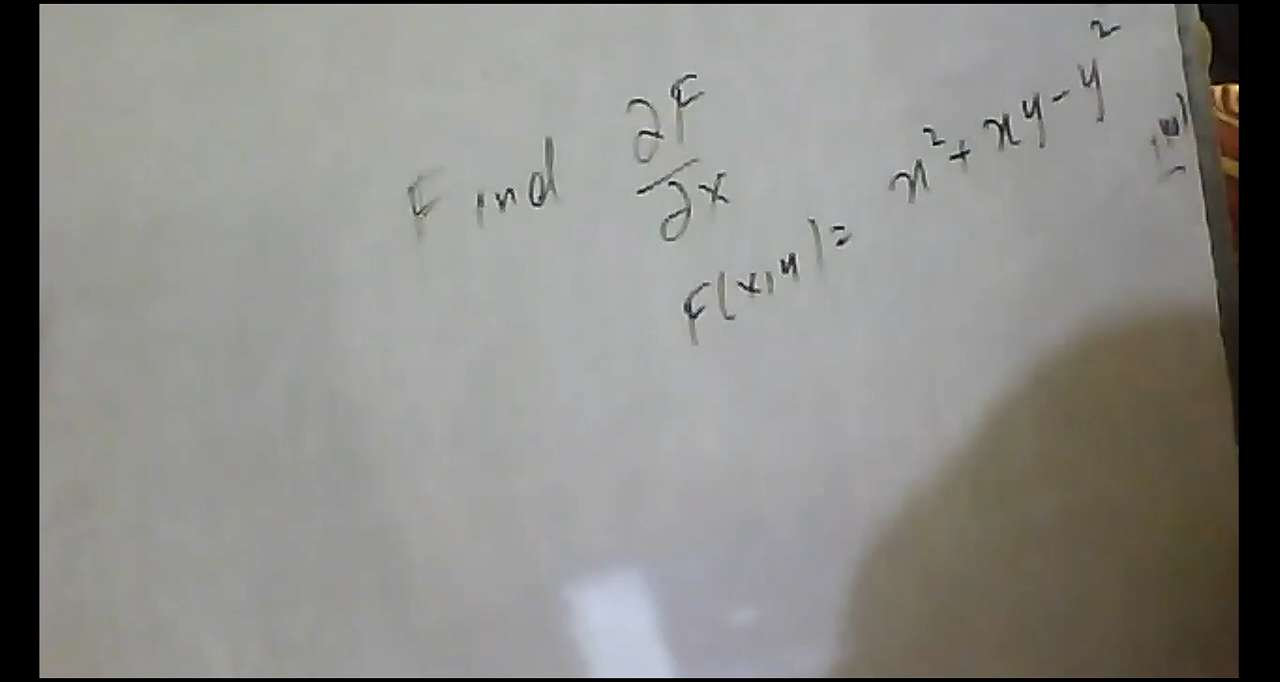 Find ∂F/∂x
F(x,y) = x² + xy - y²